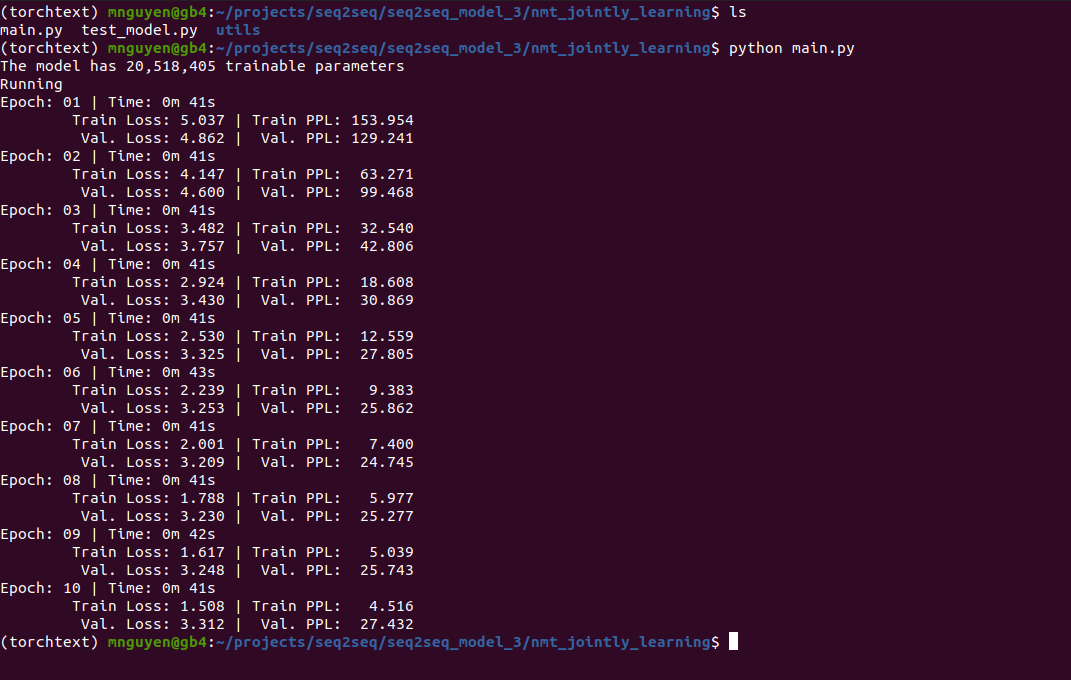 (torchtext) mnguyen@gb4:~/projects/seq2seq/seq2seq_model_3/nmt_jointly_learning$ ls
main.py  test_model.py  utils
(torchtext) mnguyen@gb4:~/projects/seq2seq/seq2seq_model_3/nmt_jointly_learning$ python main.py
The model has 20,518,405 trainable parameters
Running
Epoch: 01 | Time: 0m 41s
        Train Loss: 5.037 | Train PPL: 153.954
         Val. Loss: 4.862 |  Val. PPL: 129.241
Epoch: 02 | Time: 0m 41s
        Train Loss: 4.147 | Train PPL:  63.271
         Val. Loss: 4.600 |  Val. PPL:  99.468
Epoch: 03 | Time: 0m 41s
        Train Loss: 3.482 | Train PPL:  32.540
         Val. Loss: 3.757 |  Val. PPL:  42.806
Epoch: 04 | Time: 0m 41s
        Train Loss: 2.924 | Train PPL:  18.608
         Val. Loss: 3.430 |  Val. PPL:  30.869
Epoch: 05 | Time: 0m 41s
        Train Loss: 2.530 | Train PPL:  12.559
         Val. Loss: 3.325 |  Val. PPL:  27.805
Epoch: 06 | Time: 0m 43s
        Train Loss: 2.239 | Train PPL:   9.383
         Val. Loss: 3.253 |  Val. PPL:  25.862
Epoch: 07 | Time: 0m 41s
        Train Loss: 2.001 | Train PPL:   7.400
         Val. Loss: 3.209 |  Val. PPL:  24.745
Epoch: 08 | Time: 0m 41s
        Train Loss: 1.788 | Train PPL:   5.977
         Val. Loss: 3.230 |  Val. PPL:  25.277
Epoch: 09 | Time: 0m 42s
        Train Loss: 1.617 | Train PPL:   5.039
         Val. Loss: 3.248 |  Val. PPL:  25.743
Epoch: 10 | Time: 0m 41s
        Train Loss: 1.508 | Train PPL:   4.516
         Val. Loss: 3.312 |  Val. PPL:  27.432
(torchtext) mnguyen@gb4:~/projects/seq2seq/seq2seq_model_3/nmt_jointly_learning$